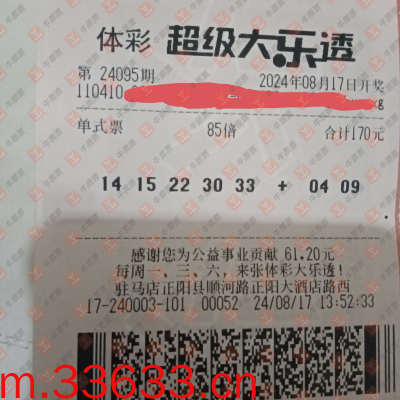 体彩 超级大乐透
第 24095期 2024年08月17日开奖
110410 g
单式票 85倍 合计170元
14 15 22 30 33 + 04 09
感谢您为公益事业贡献 61.20元
每周一、三、六，来张体彩大乐透！
驻马店正阳县顺河路正阳大酒店路西
17-240003-101 00052 24/08/17 13:52:33
m.33633.cn